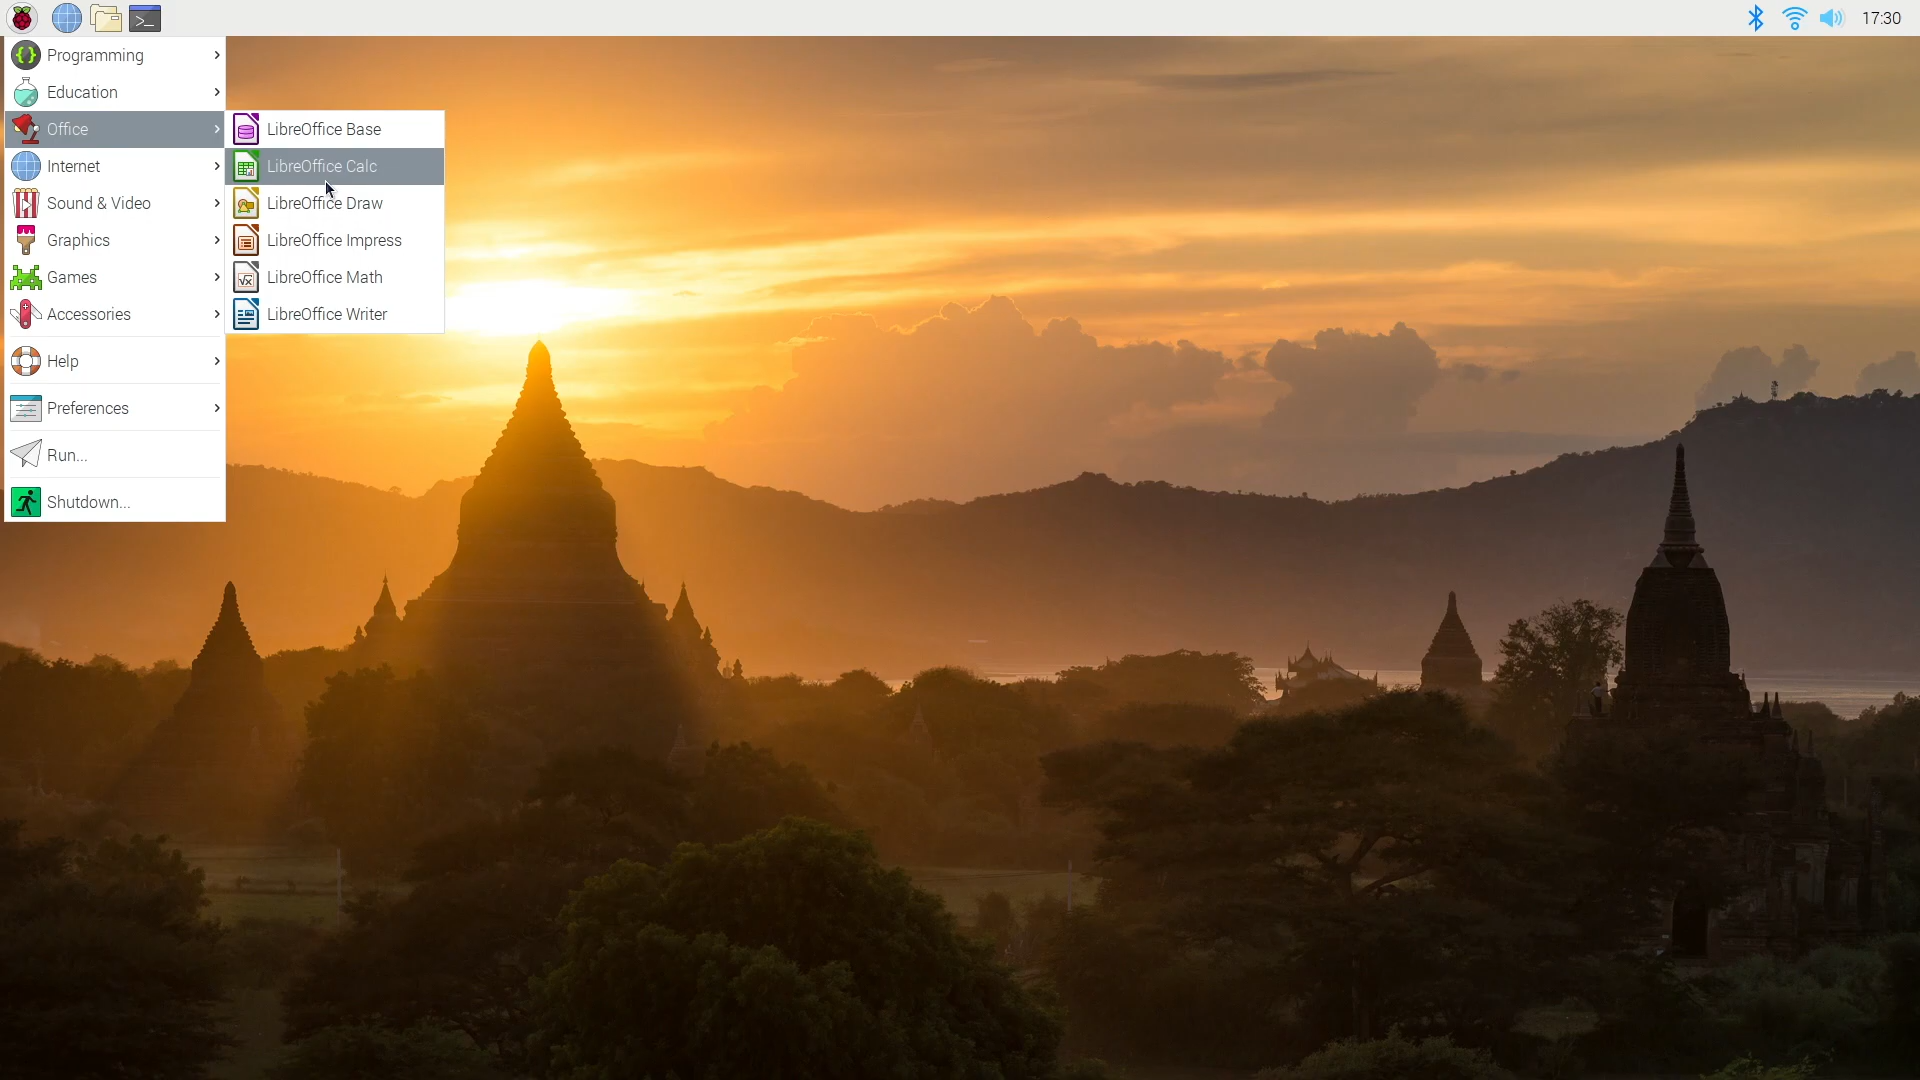 17:30
Programming
Education
Office
Internet
Sound & Video
Graphics
Games
Accessories
Help
Preferences
Run...
Shutdown...
LibreOffice Base
LibreOffice Calc
LibreOffice Draw
LibreOffice Impress
LibreOffice Math
LibreOffice Writer